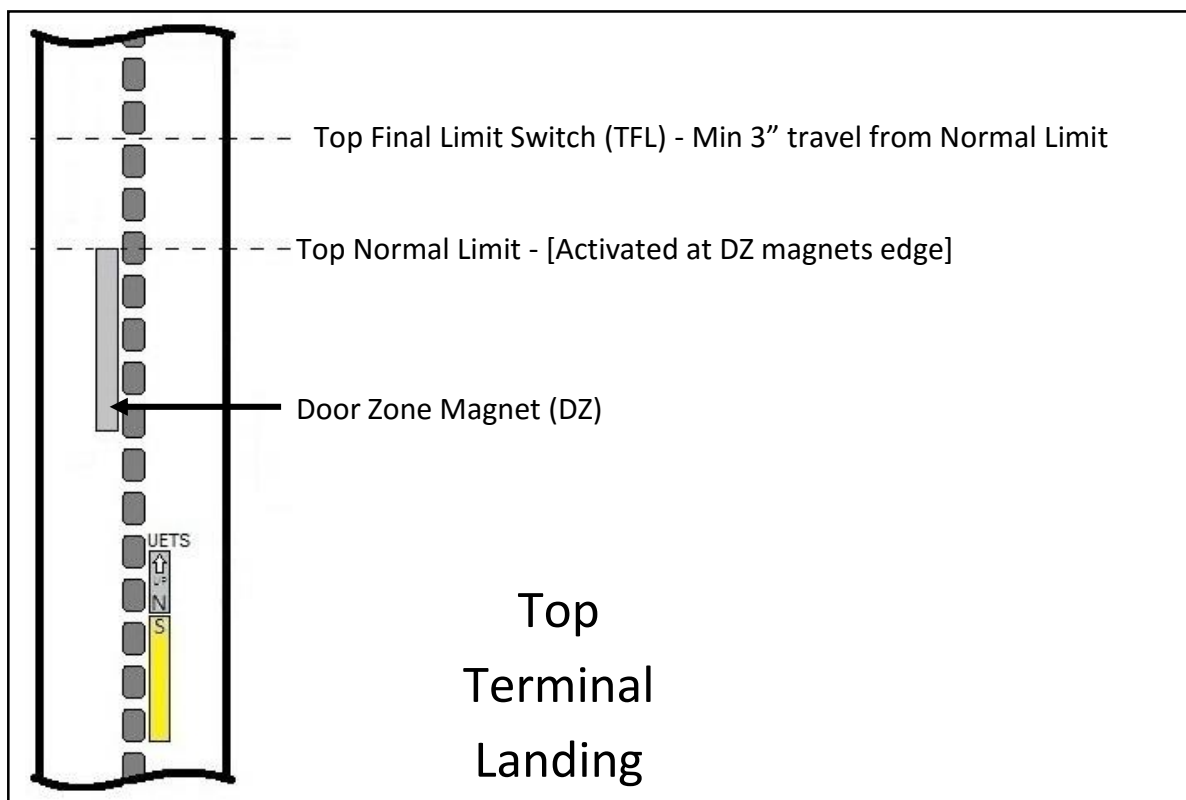 Top Final Limit Switch (TFL) - Min 3” travel from Normal Limit
Top Normal Limit - [Activated at DZ magnets edge]
Door Zone Magnet (DZ)
UETS
UP
N
S
Top
Terminal
Landing